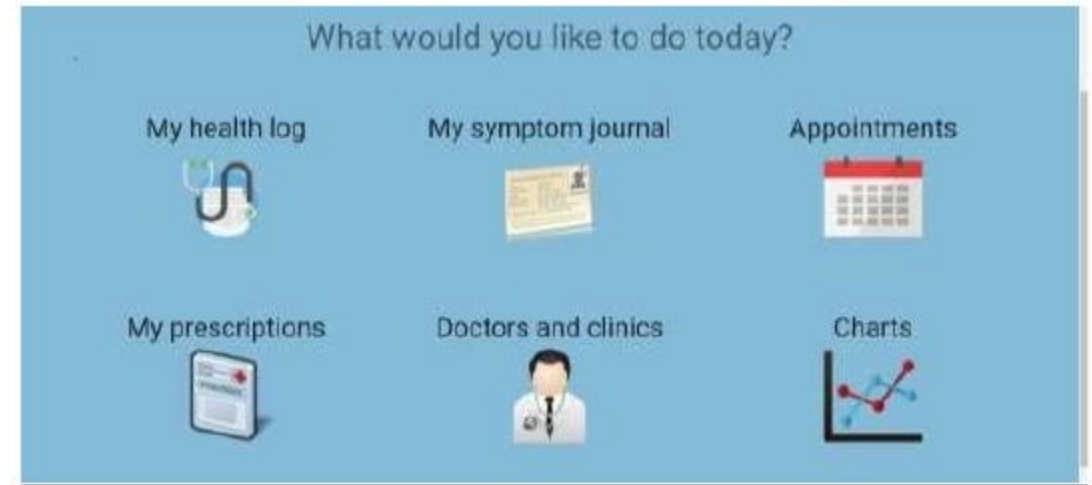 What would you like to do today?
My health log
My symptom journal
Appointments
My prescriptions
Doctors and clinics
Charts